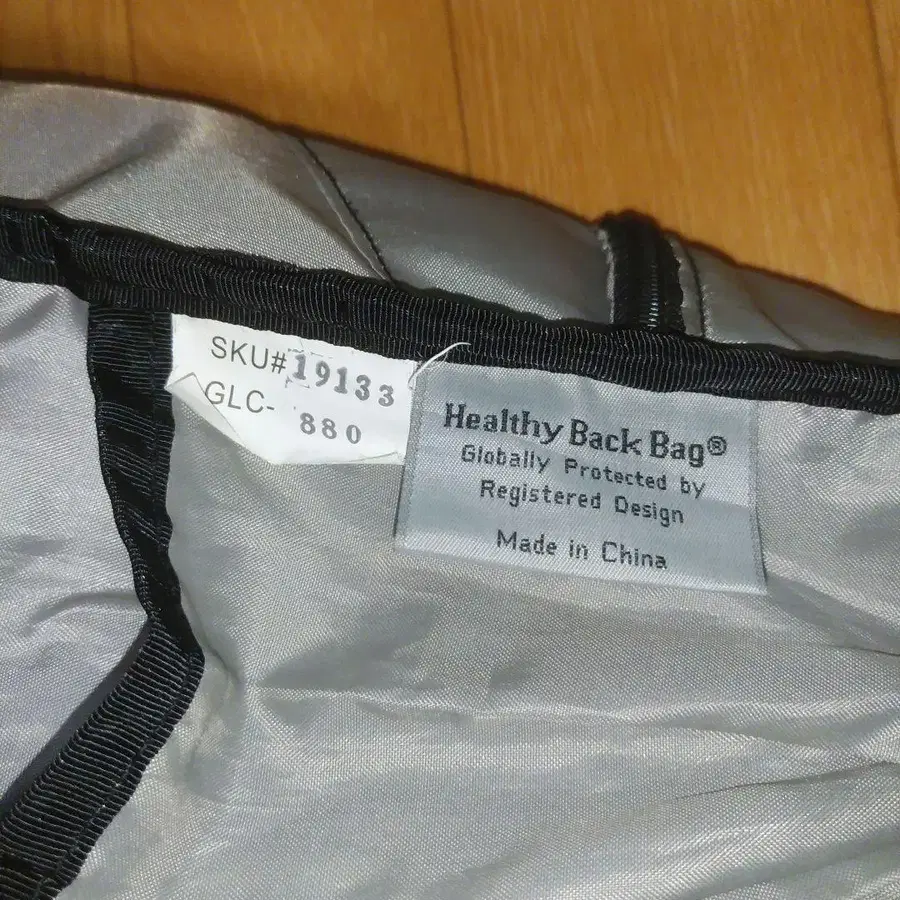 SKU#19133
GLC-880
Healthy Back Bag®
Globally Protected by
Registered Design
Made in China